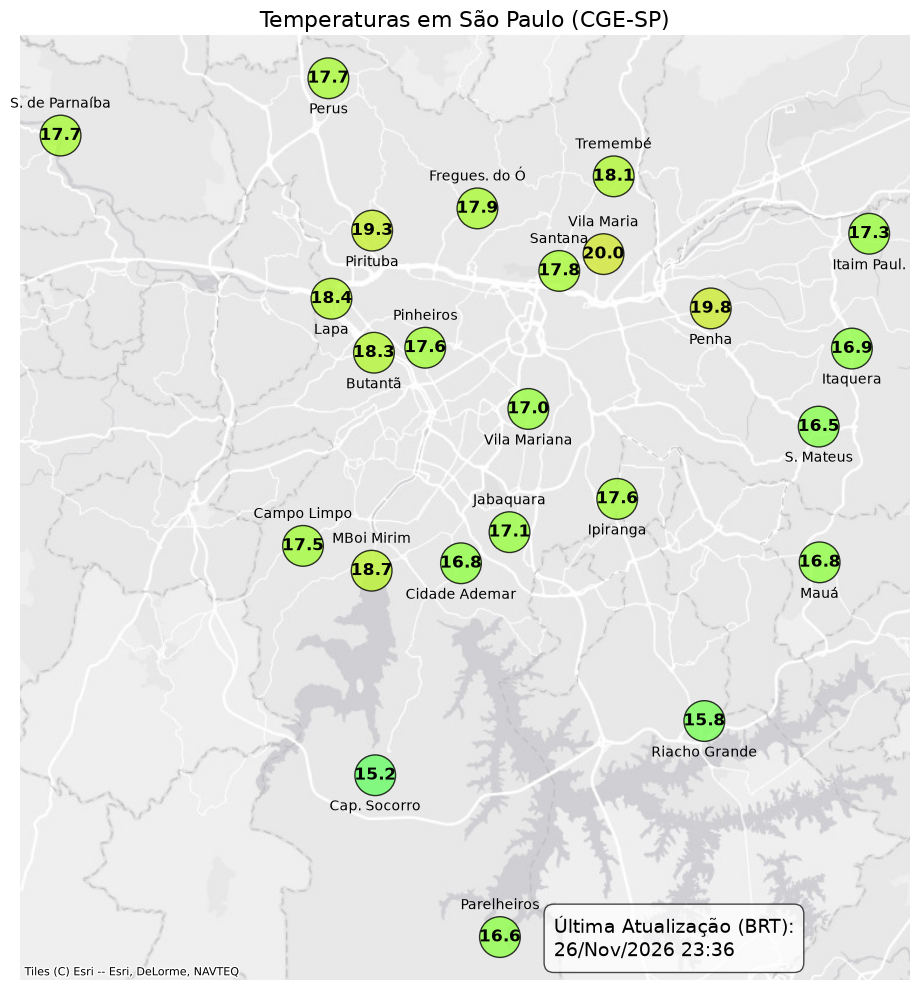 Temperaturas em São Paulo (CGE-SP)
17.7
Perus
S. de Parnaíba
17.7
Tremembé
18.1
Fregues. do Ó
17.9
Vila Maria
20.0
19.3
Pirituba
Santana
17.8
17.3
Itaim Paul.
18.4
Lapa
19.8
Penha
Pinheiros
17.6
18.3
Butantã
16.9
Itaquera
17.0
Vila Mariana
16.5
S. Mateus
17.6
Ipiranga
Jabaquara
17.1
Campo Limpo
17.5
MBoi Mirim
18.7
16.8
Cidade Ademar
16.8
Mauá
15.8
Riacho Grande
15.2
Cap. Socorro
Parelheiros
16.6
Última Atualização (BRT):
26/Nov/2026 23:36
Tiles (C) Esri -- Esri, DeLorme, NAVTEQ